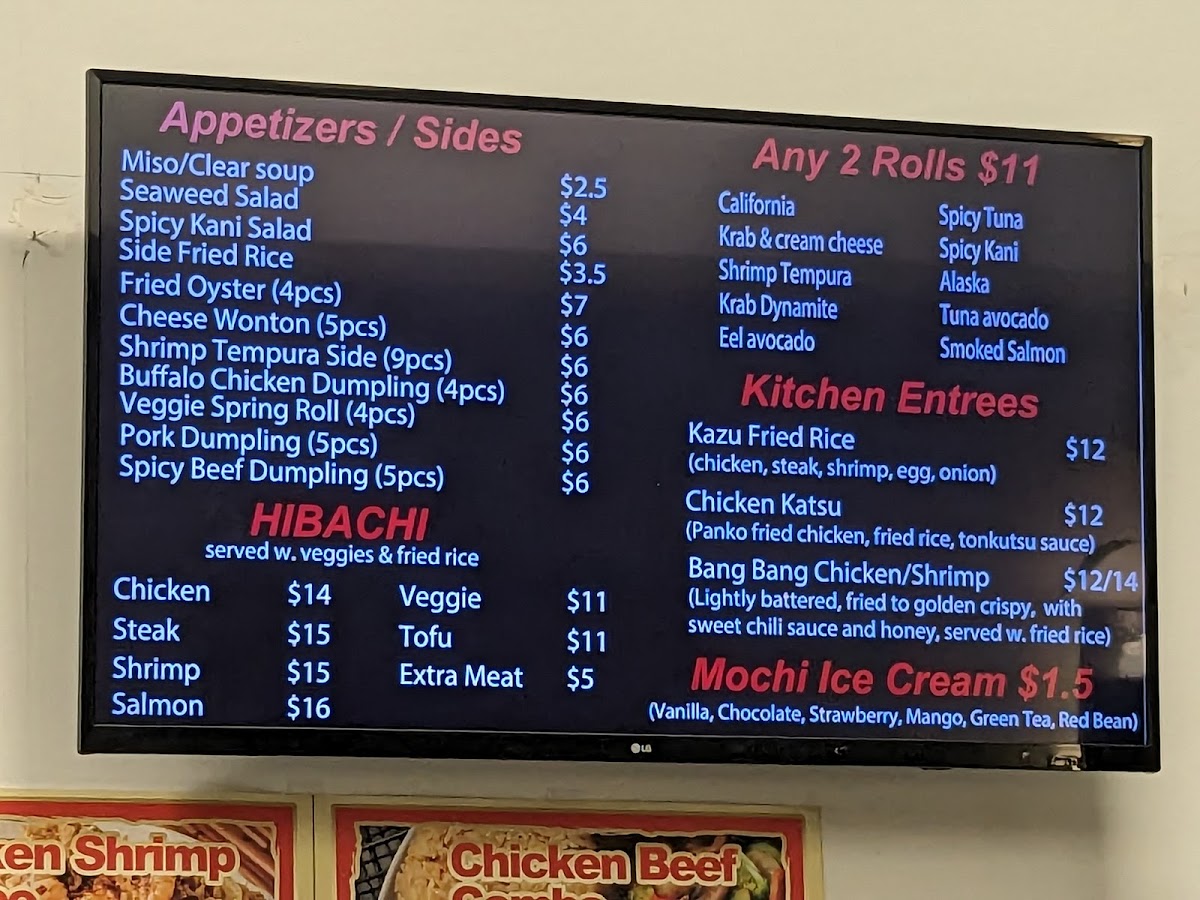 Appetizers / Sides
Miso/Clear soup $2.5
Seaweed Salad $4
Spicy Kani Salad $6
Side Fried Rice $3.5
Fried Oyster (4pcs) $7
Cheese Wonton (5pcs) $6
Shrimp Tempura Side (9pcs) $6
Buffalo Chicken Dumpling (4pcs) $6
Veggie Spring Roll (4pcs) $6
Pork Dumpling (5pcs) $6
Spicy Beef Dumpling (5pcs) $6
HIBACHI
served w. veggies & fried rice
Chicken $14 Veggie $11
Steak $15 Tofu $11
Shrimp $15 Extra Meat $5
Salmon $16
Any 2 Rolls $11
California Spicy Tuna
Krab & cream cheese Spicy Kani
Shrimp Tempura Alaska
Krab Dynamite Tuna avocado
Eel avocado Smoked Salmon
Kitchen Entrees
Kazu Fried Rice $12
(chicken, steak, shrimp, egg, onion)
Chicken Katsu $12
(Panko fried chicken, fried rice, tonkutsu sauce)
Bang Bang Chicken/Shrimp $12/14
(Lightly battered, fried to golden crispy, with
sweet chili sauce and honey, served w. fried rice)
Mochi Ice Cream $1.5
(Vanilla, Chocolate, Strawberry, Mango, Green Tea, Red Bean)
LG
Shrimp
Chicken Beef